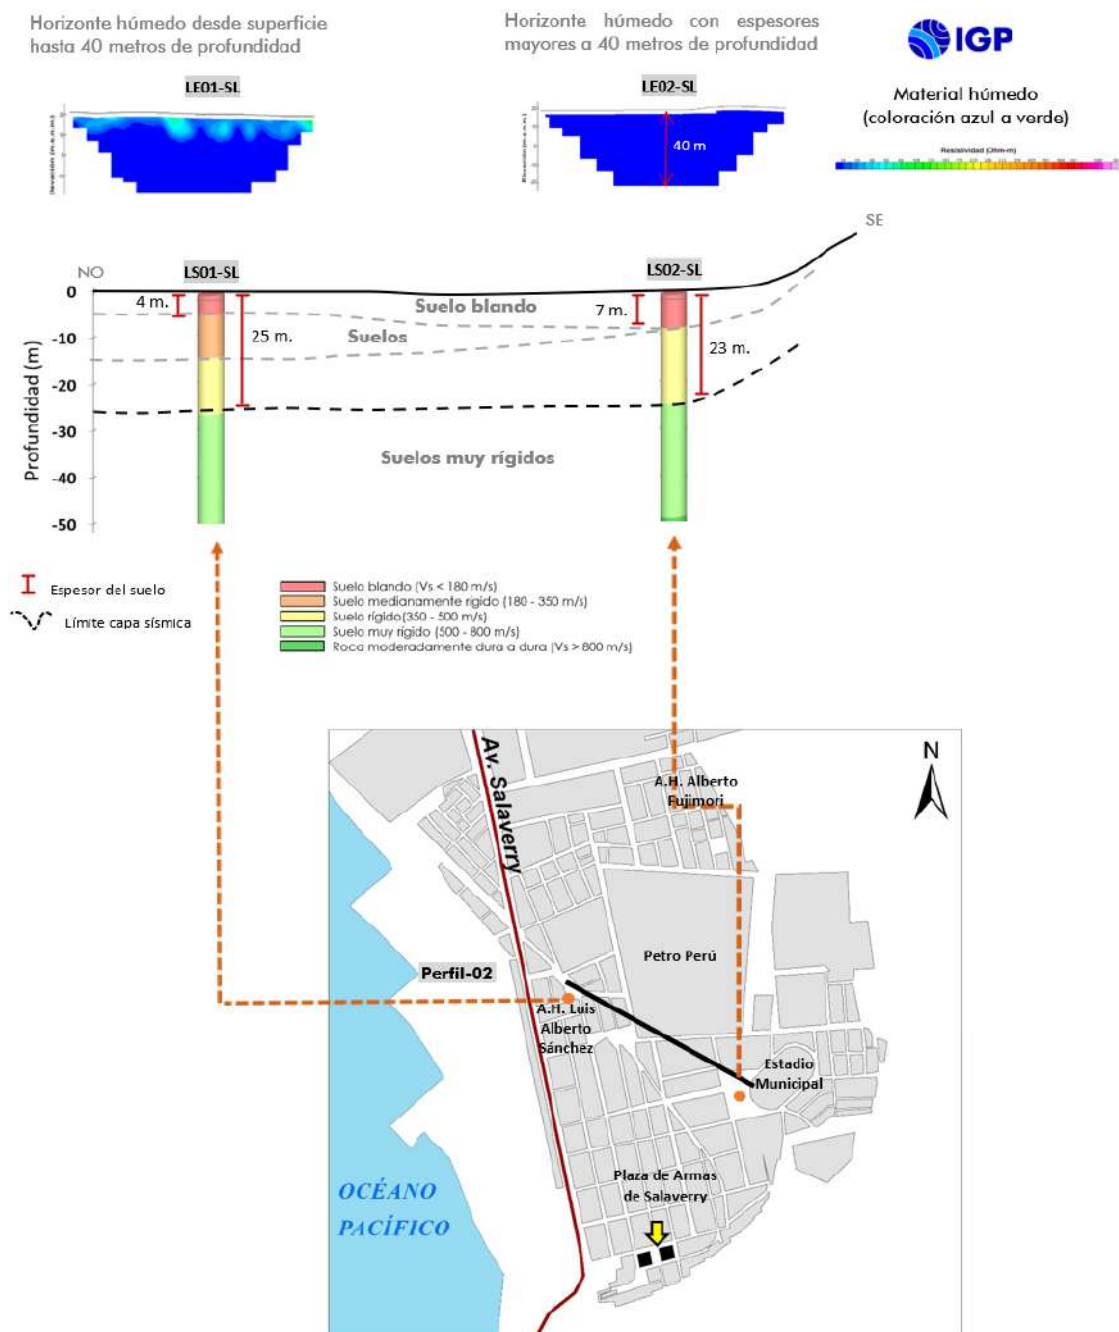 Horizonte húmedo desde superficie
hasta 40 metros de profundidad
Horizonte húmedo con espesores
mayores a 40 metros de profundidad
IGP
LE01-SL
LE02-SL
Material húmedo
(coloración azul a verde)
Resistividad (Ohm-m)
40 m
SE
NO
LS01-SL
LS02-SL
0
-10
-20
-30
-40
-50
Profundidad (m)
4 m.
25 m.
Suelo blando
Suelos
7 m.
23 m.
Suelos muy rígidos
Espesor del suelo
Límite capa sísmica
Suelo blando (Vs < 180 m/s)
Suelo medianamente rígido (180 - 350 m/s)
Suelo rígido (350 - 500 m/s)
Suelo muy rígido (500 - 800 m/s)
Roca moderadamente dura a dura (Vs > 800 m/s)
Av. Salaverry
A.H. Alberto
Fujimori
N
Petro Perú
Perfil-02
A.H. Luis
Alberto
Sánchez
Estadio
Municipal
Plaza de Armas
de Salaverry
OCÉANO
PACÍFICO